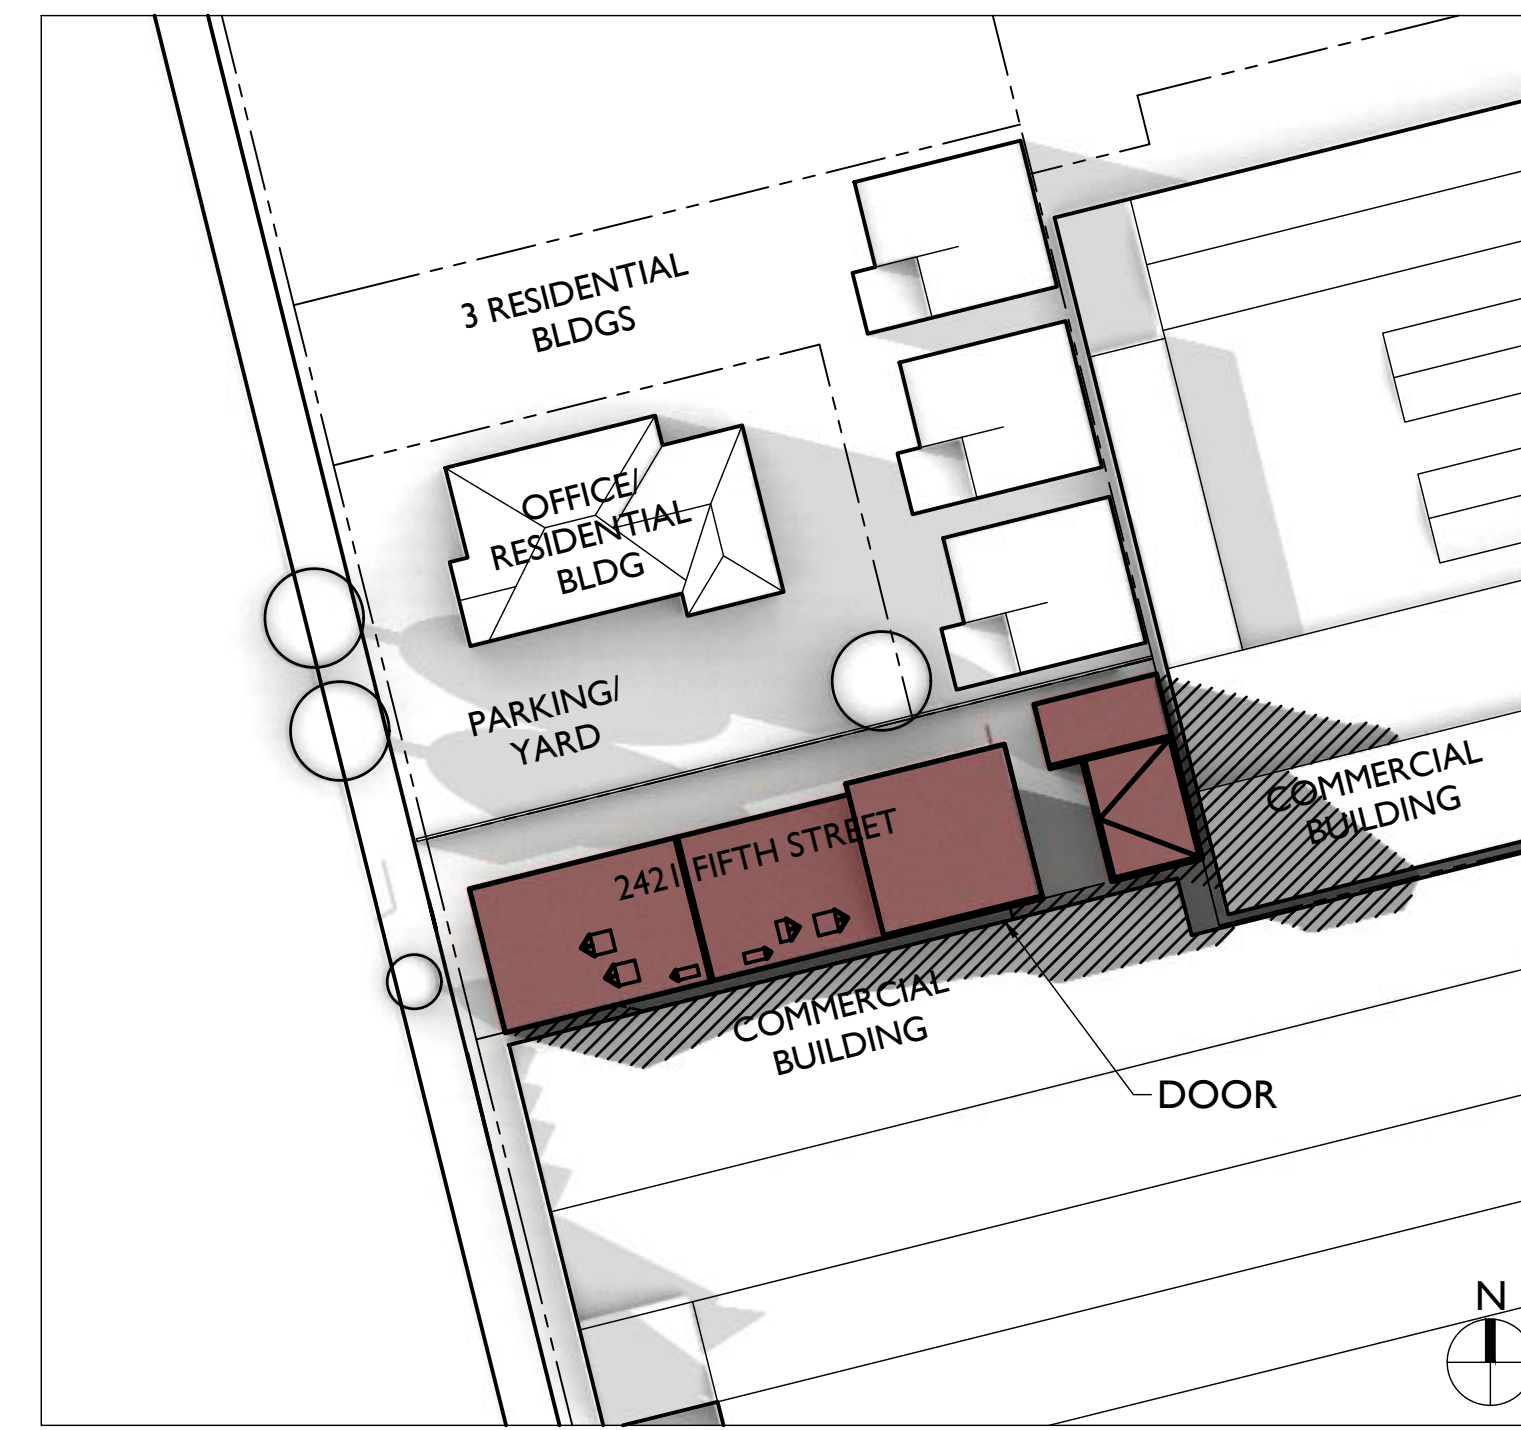 3 RESIDENTIAL
BLDGS
OFFICE/
RESIDENTIAL
BLDG
PARKING/
YARD
2421 FIFTH STREET
COMMERCIAL
BUILDING
COMMERCIAL
BUILDING
DOOR
N